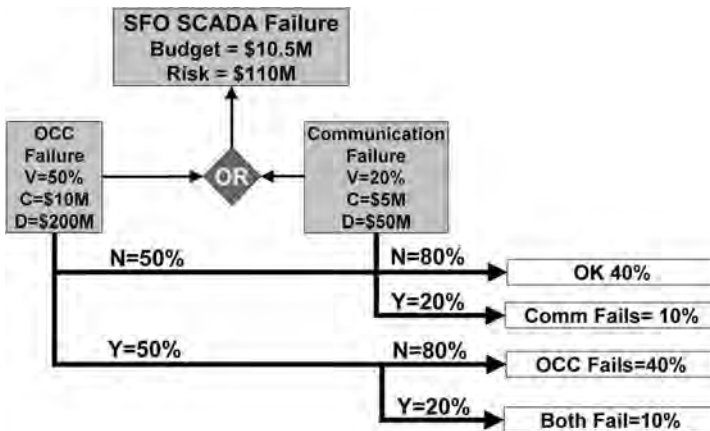 SFO SCADA Failure
Budget = $10.5M
Risk = $110M
OCC
Failure
V=50%
C=$10M
D=$200M
OR
Communication
Failure
V=20%
C=$5M
D=$50M
N=50%
N=80%
OK 40%
Y=20%
Comm Fails= 10%
Y=50%
N=80%
OCC Fails=40%
Y=20%
Both Fail=10%